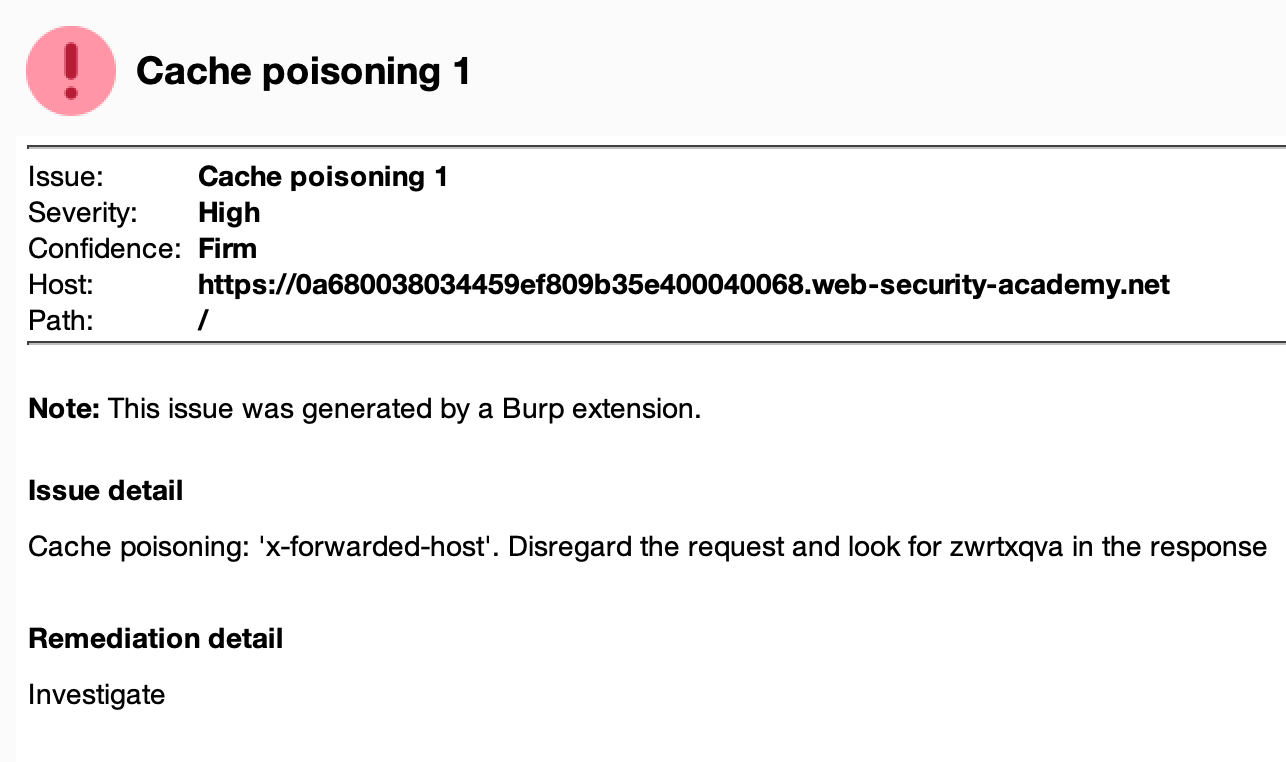 Cache poisoning 1
Issue: Cache poisoning 1
Severity: High
Confidence: Firm
Host: https://0a680038034459ef809b35e400040068.web-security-academy.net
Path: /
Note: This issue was generated by a Burp extension.
Issue detail
Cache poisoning: 'x-forwarded-host'. Disregard the request and look for zwrtxqva in the response
Remediation detail
Investigate